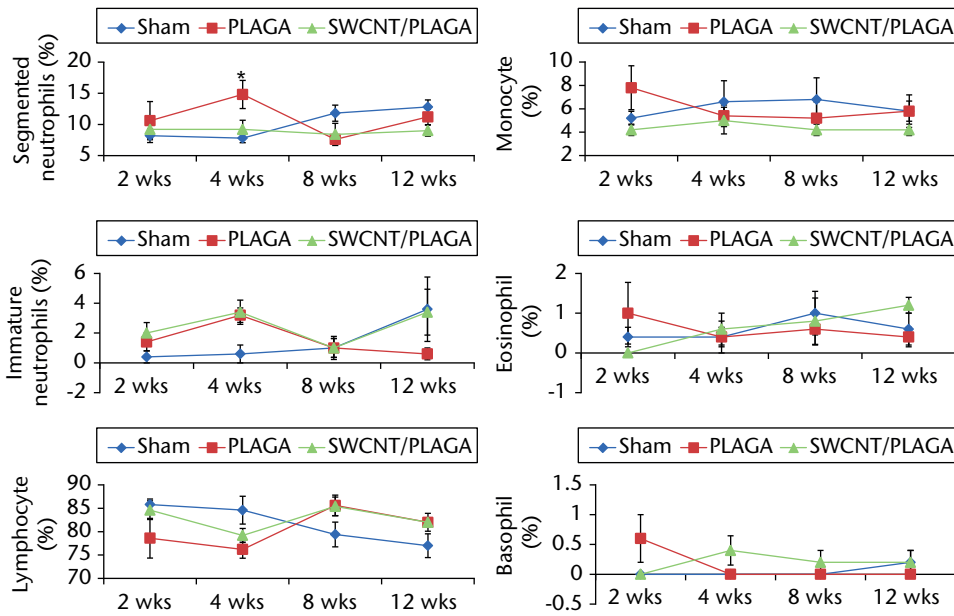 Sham PLAGA SWCNT/PLAGA
Segmented
neutrophils (%)
20
15
10
5
*
2 wks 4 wks 8 wks 12 wks
Sham PLAGA SWCNT/PLAGA
Monocyte
(%)
10
8
6
4
2
2 wks 4 wks 8 wks 12 wks
Sham PLAGA SWCNT/PLAGA
Immature
neutrophils (%)
6
4
2
0
-2
2 wks 4 wks 8 wks 12 wks
Sham PLAGA SWCNT/PLAGA
Eosinophil
(%)
2
1
0
-1
2 wks 4 wks 8 wks 12 wks
Sham PLAGA SWCNT/PLAGA
Lymphocyte
(%)
90
85
80
75
70
2 wks 4 wks 8 wks 12 wks
Sham PLAGA SWCNT/PLAGA
Basophil
(%)
1.5
1
0.5
0
-0.5
2 wks 4 wks 8 wks 12 wks